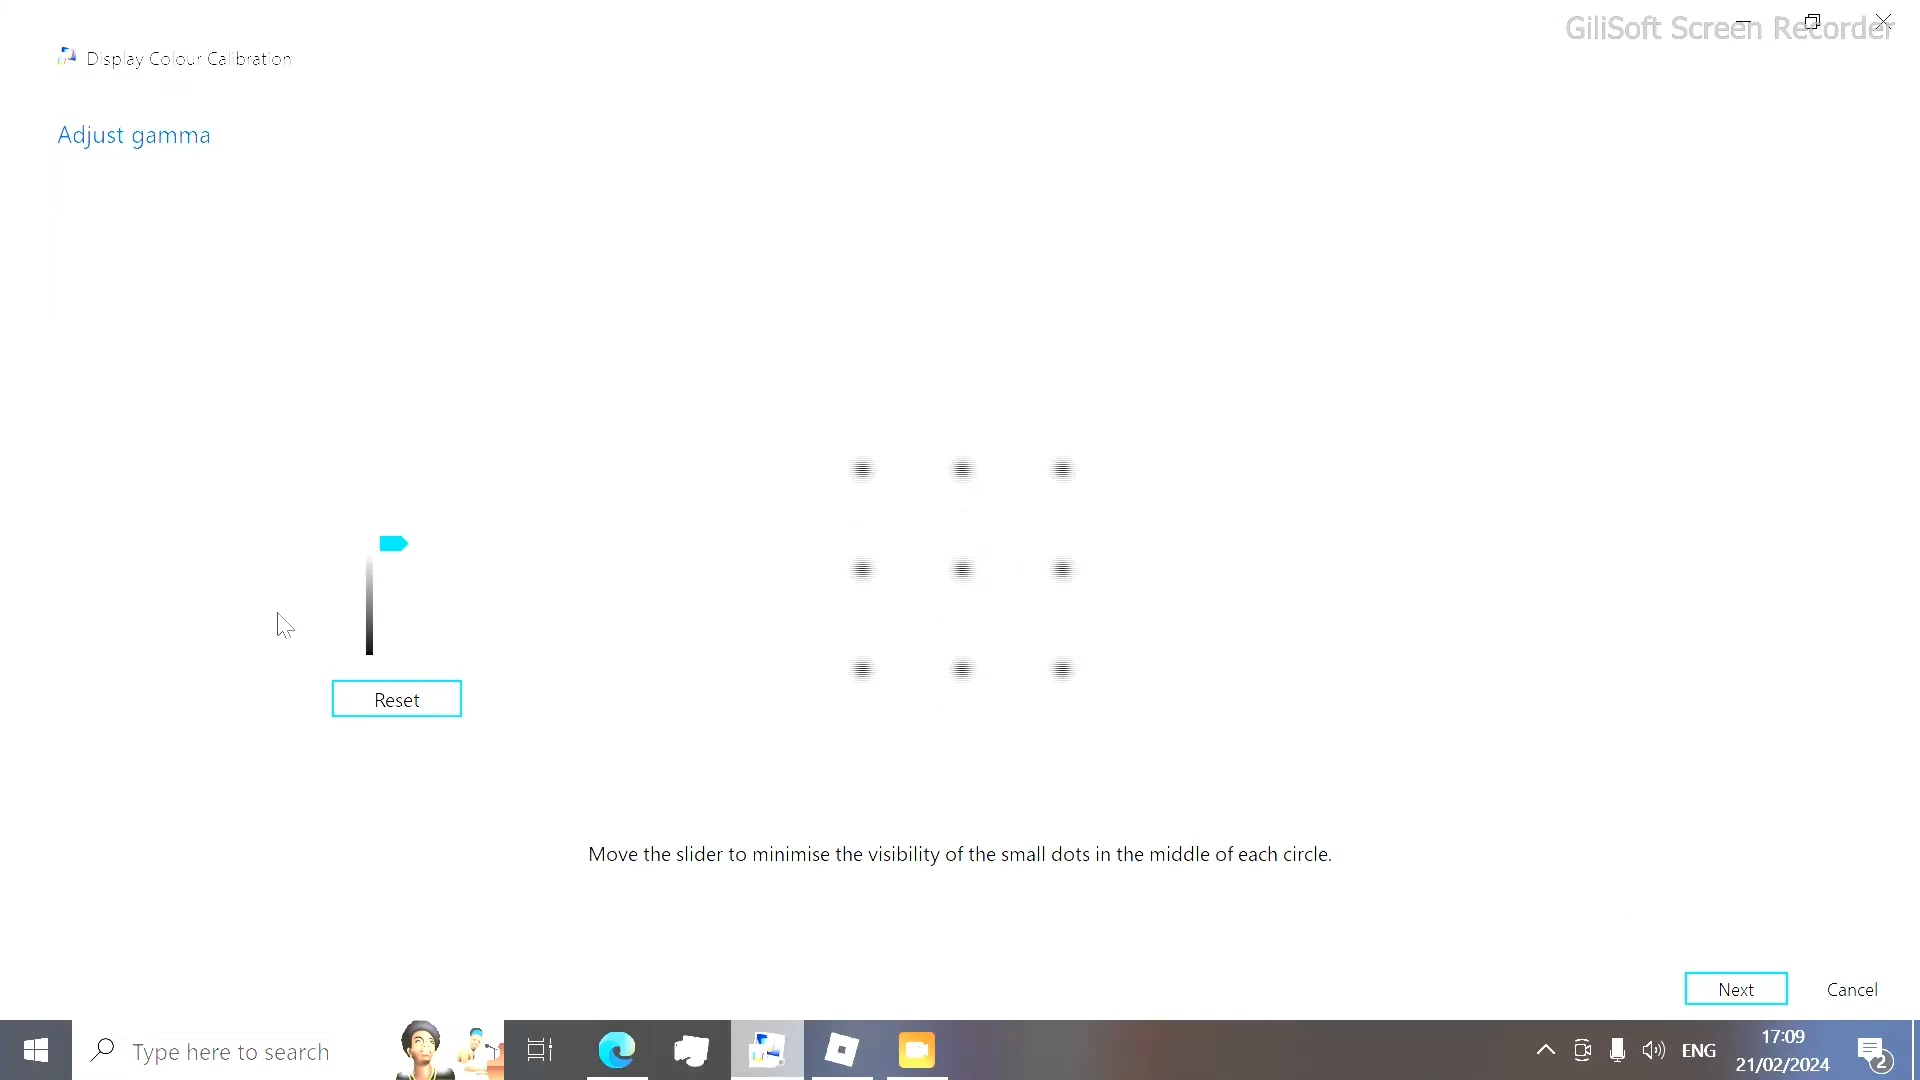 GiliSoft Screen Recorder
Display Colour Calibration
Adjust gamma
Reset
Move the slider to minimise the visibility of the small dots in the middle of each circle.
Next
Cancel
Type here to search
ENG
17:09
21/02/2024
2